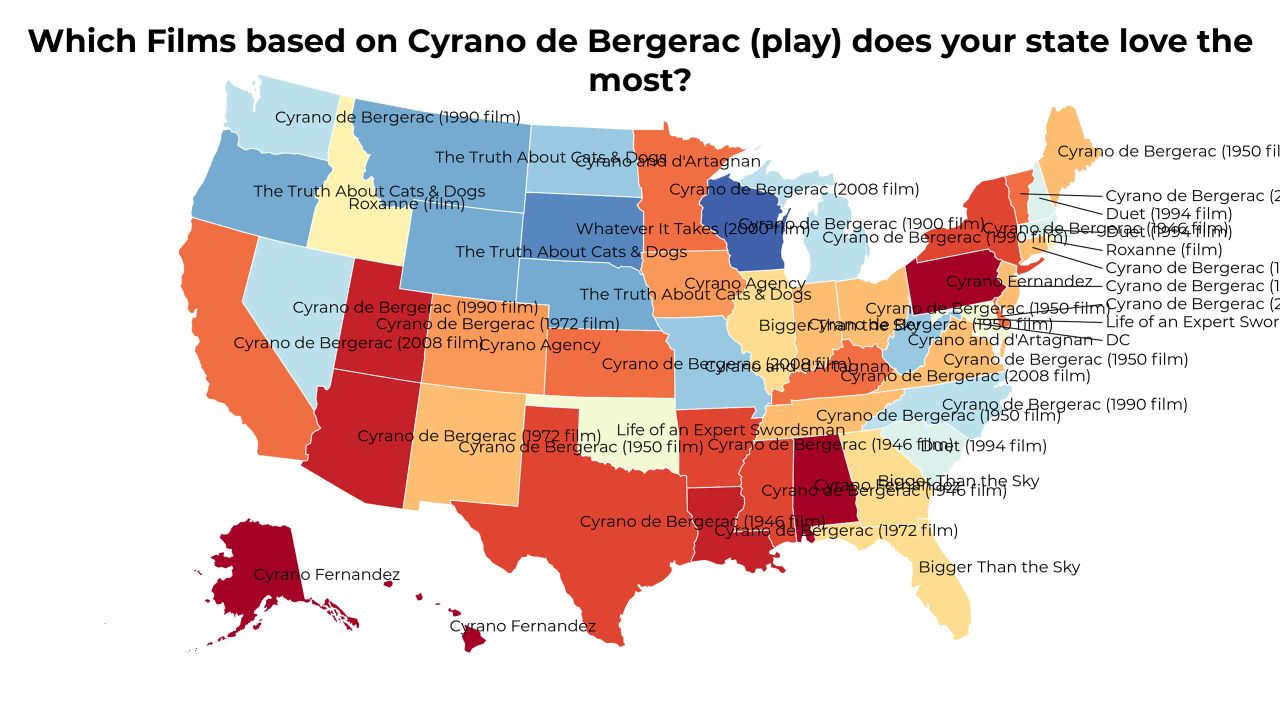 Which Films based on Cyrano de Bergerac (play) does your state love the
most?
Cyrano de Bergerac (1990 film)
Cyrano de Bergerac (1950 fil
The Truth About Cats & Dogs
Cyrano and d'Artagnan
Cyrano de Bergerac (2008 film)
The Truth About Cats & Dogs
Roxanne (film)
Cyrano de Bergerac (2
Duet (1994 film)
Whatever It Takes (2000 film)
Cyrano de Bergerac (1900 film)
Cyrano de Bergerac (1946 film)
Duet (1994 film)
Cyrano de Bergerac (1990 film)
The Truth About Cats & Dogs
Roxanne (film)
Cyrano de Bergerac (1
Cyrano Agency
Cyrano Fernandez
Cyrano de Bergerac (1
The Truth About Cats & Dogs
Cyrano de Bergerac (1990 film)
Cyrano de Bergerac (1950 film)
Cyrano de Bergerac (2
Cyrano de Bergerac (1972 film)
Bigger Than the Sky
Cyrano de Bergerac (1950 film)
Life of an Expert Swor
Cyrano de Bergerac (2008 film)
Cyrano Agency
Cyrano and d'Artagnan
DC
Cyrano de Bergerac (2008 film)
Cyrano and d'Artagnan
Cyrano de Bergerac (1950 film)
Cyrano de Bergerac (2008 film)
Cyrano de Bergerac (1990 film)
Cyrano de Bergerac (1950 film)
Life of an Expert Swordsman
Cyrano de Bergerac (1972 film)
Cyrano de Bergerac (1950 film)
Cyrano de Bergerac (1946 film)
Duet (1994 film)
Bigger Than the Sky
Cyrano Fernandez
Cyrano de Bergerac (1946 film)
Cyrano de Bergerac (1946 film)
Cyrano de Bergerac (1972 film)
Bigger Than the Sky
Cyrano Fernandez
Cyrano Fernandez